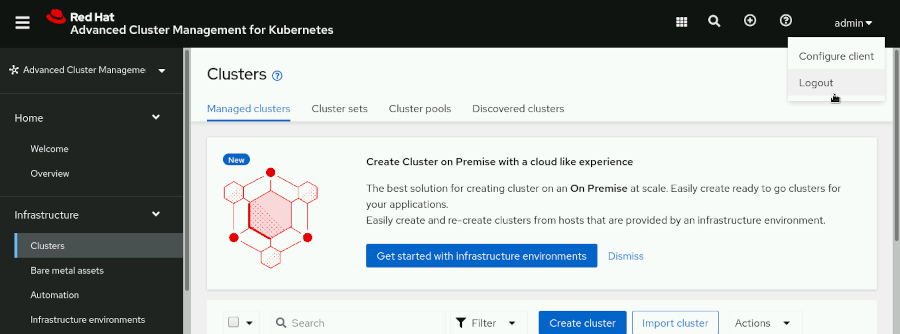 Red Hat
Advanced Cluster Management for Kubernetes
admin
Configure client
Logout
Advanced Cluster Manageme
Home
Welcome
Overview
Infrastructure
Clusters
Bare metal assets
Automation
Infrastructure environments
Clusters
Managed clusters Cluster sets Cluster pools Discovered clusters
New
Create Cluster on Premise with a cloud like experience
The best solution for creating cluster on an On Premise at scale. Easily create ready to go clusters for
your applications.
Easily create and re-create clusters from hosts that are provided by an infrastructure environment.
Get started with infrastructure environments Dismiss
Search Filter Create cluster Import cluster Actions